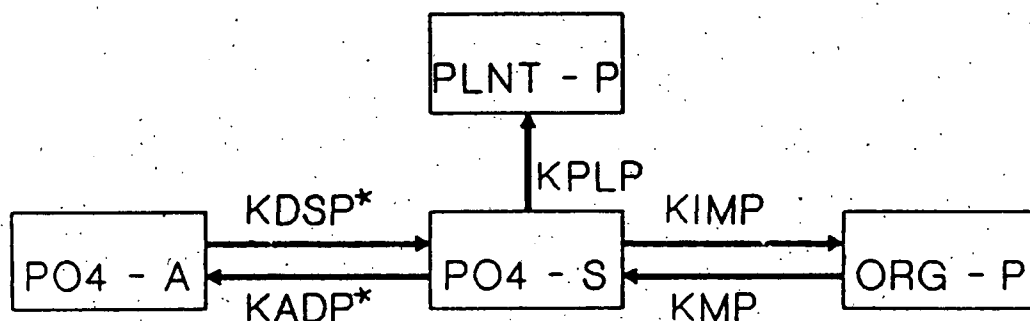 PLNT - P
KPLP
KDSP* KIMP
PO4 - A PO4 - S ORG - P
KADP* KMP